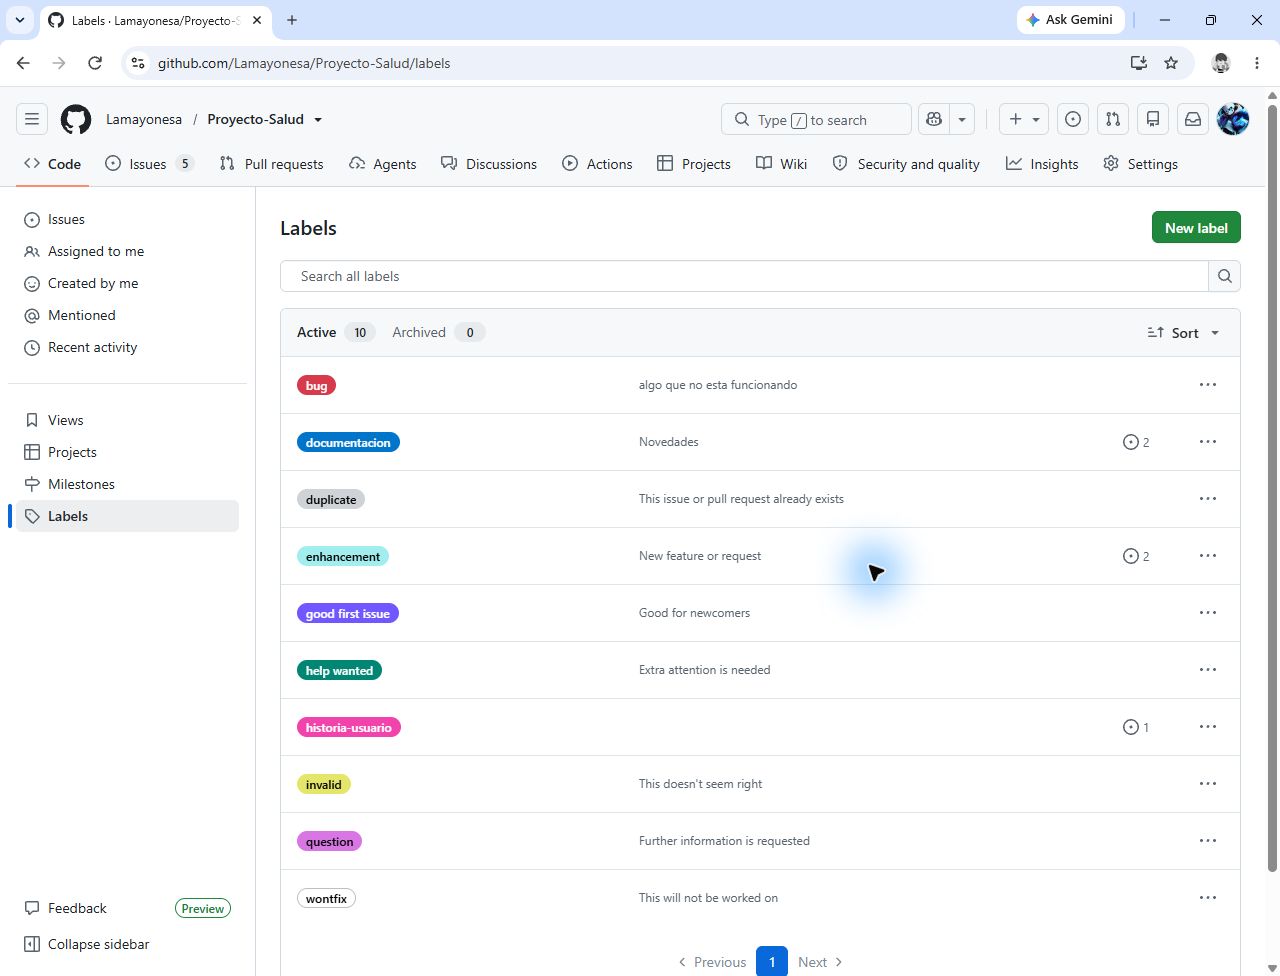 Labels · Lamayonesa/Proyecto-S
Ask Gemini
github.com/Lamayonesa/Proyecto-Salud/labels
Lamayonesa / Proyecto-Salud
Type / to search
Code
Issues 5
Pull requests
Agents
Discussions
Actions
Projects
Wiki
Security and quality
Insights
Settings
Issues
Assigned to me
Created by me
Mentioned
Recent activity
Views
Projects
Milestones
Labels
Feedback Preview
Collapse sidebar
Labels
New label
Search all labels
Active 10 Archived 0 Sort
bug algo que no esta funcionando
documentacion Novedades 2
duplicate This issue or pull request already exists
enhancement New feature or request 2
good first issue Good for newcomers
help wanted Extra attention is needed
historia-usuario 1
invalid This doesn't seem right
question Further information is requested
wontfix This will not be worked on
Previous 1 Next